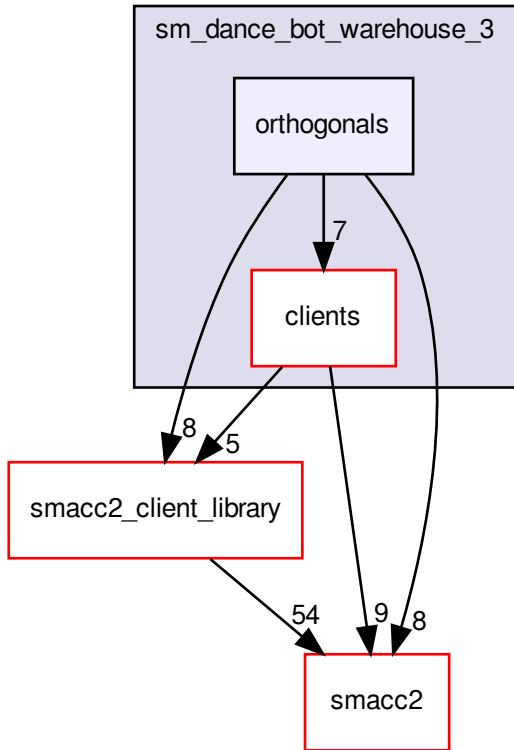 sm_dance_bot_warehouse_3
orthogonals
7
clients
8
5
smacc2_client_library
54
9
8
smacc2